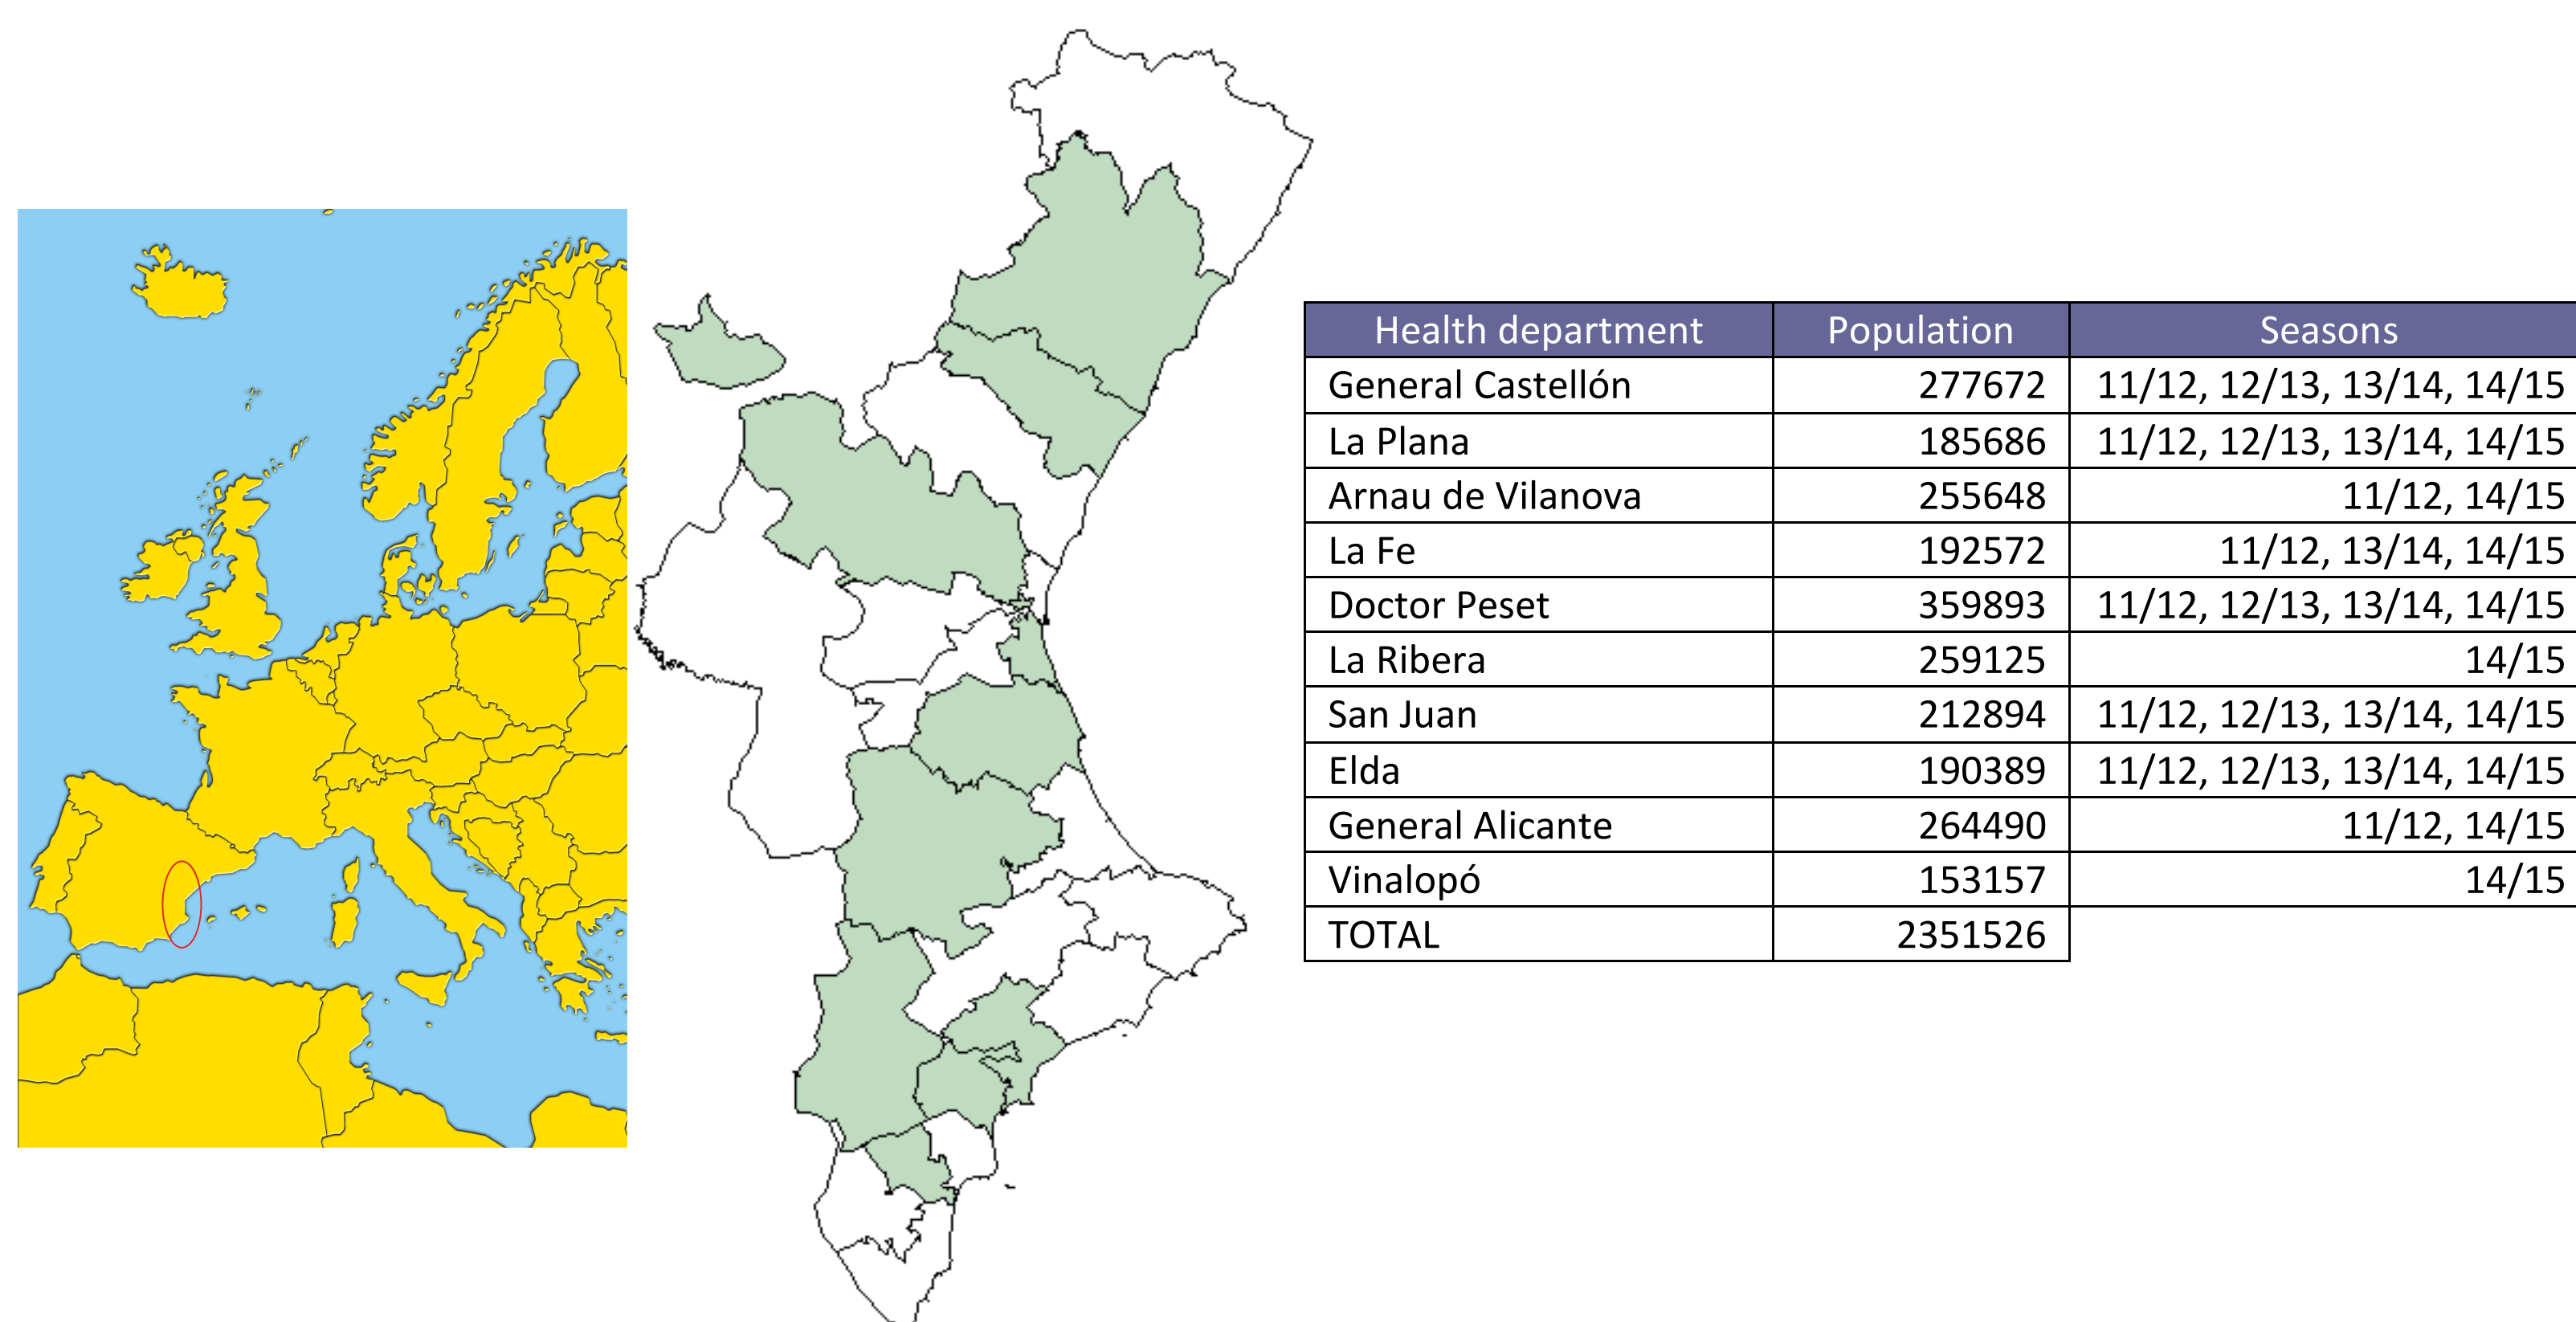 Health department Population Seasons
General Castellón 277672 11/12, 12/13, 13/14, 14/15
La Plana 185686 11/12, 12/13, 13/14, 14/15
Arnau de Vilanova 255648 11/12, 14/15
La Fe 192572 11/12, 13/14, 14/15
Doctor Peset 359893 11/12, 12/13, 13/14, 14/15
La Ribera 259125 14/15
San Juan 212894 11/12, 12/13, 13/14, 14/15
Elda 190389 11/12, 12/13, 13/14, 14/15
General Alicante 264490 11/12, 14/15
Vinalopó 153157 14/15
TOTAL 2351526